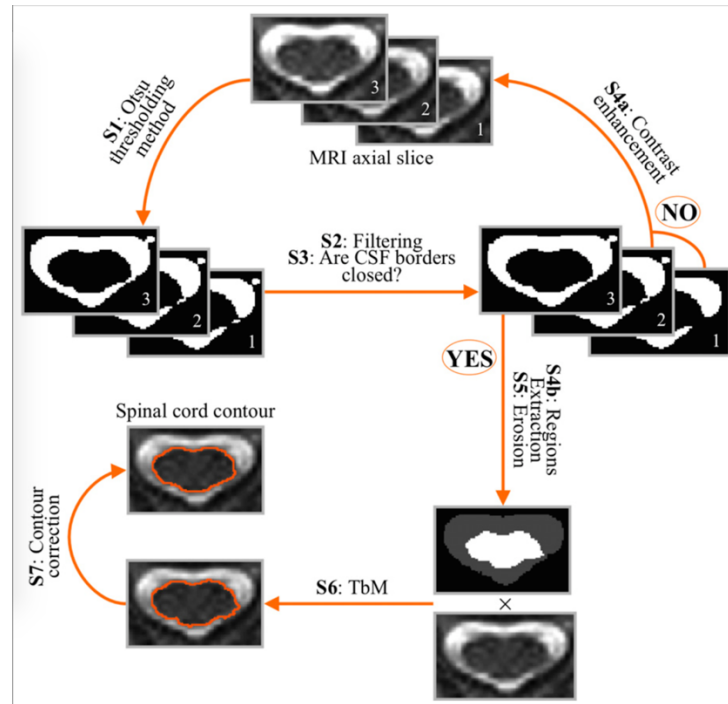 3
2
1
MRI axial slice
S1: Otsu
thresholding
method
S4a: Contrast
enhancement
NO
S2: Filtering
S3: Are CSF borders
closed?
3
2
1
3
2
1
YES
S4b: Regions
Extraction
S5: Erosion
Spinal cord contour
S7: Contour
correction
S6: TbM
×